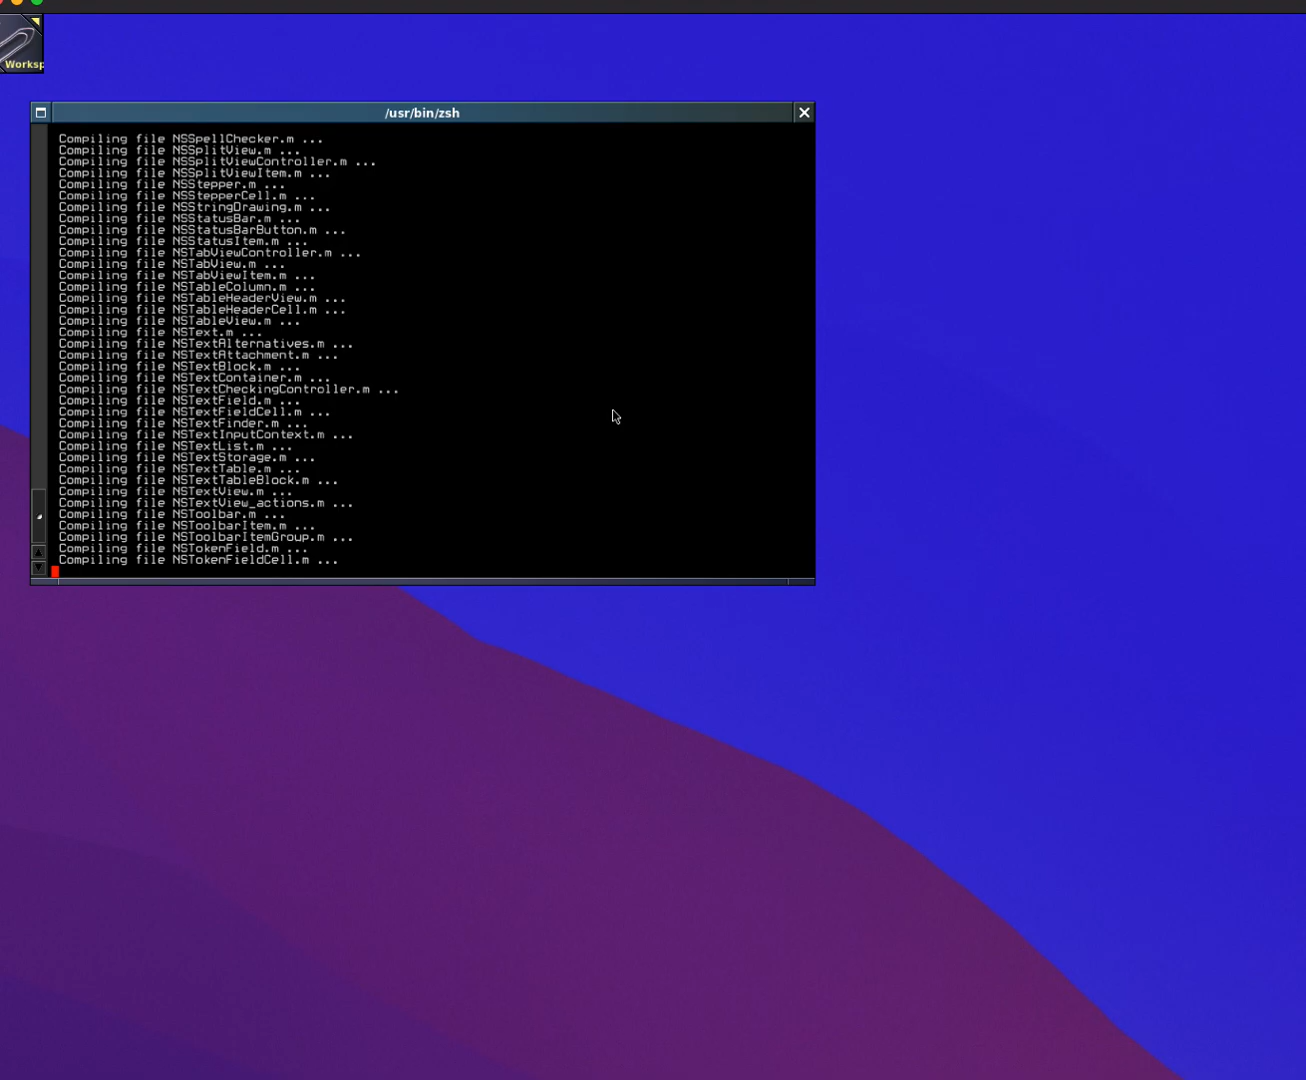 Worksp
/usr/bin/zsh
Compiling file NSSpellChecker.m ...
Compiling file NSSplitView.m ...
Compiling file NSSplitViewController.m ...
Compiling file NSSplitViewItem.m ...
Compiling file NSStepper.m ...
Compiling file NSStepperCell.m ...
Compiling file NSStringDrawing.m ...
Compiling file NSStatusBar.m ...
Compiling file NSStatusBarButton.m ...
Compiling file NSStatusItem.m ...
Compiling file NSTabViewController.m ...
Compiling file NSTabView.m ...
Compiling file NSTabViewItem.m ...
Compiling file NSTableColumn.m ...
Compiling file NSTableHeaderView.m ...
Compiling file NSTableHeaderCell.m ...
Compiling file NSTableView.m ...
Compiling file NSText.m ...
Compiling file NSTextAlternatives.m ...
Compiling file NSTextAttachment.m ...
Compiling file NSTextBlock.m ...
Compiling file NSTextContainer.m ...
Compiling file NSTextCheckingController.m ...
Compiling file NSTextField.m ...
Compiling file NSTextFieldCell.m ...
Compiling file NSTextFinder.m ...
Compiling file NSTextInputContext.m ...
Compiling file NSTextList.m ...
Compiling file NSTextStorage.m ...
Compiling file NSTextTable.m ...
Compiling file NSTextTableBlock.m ...
Compiling file NSTextView.m ...
Compiling file NSTextView_actions.m ...
Compiling file NSToolbar.m ...
Compiling file NSToolbarItem.m ...
Compiling file NSToolbarItemGroup.m ...
Compiling file NSTokenField.m ...
Compiling file NSTokenFieldCell.m ...